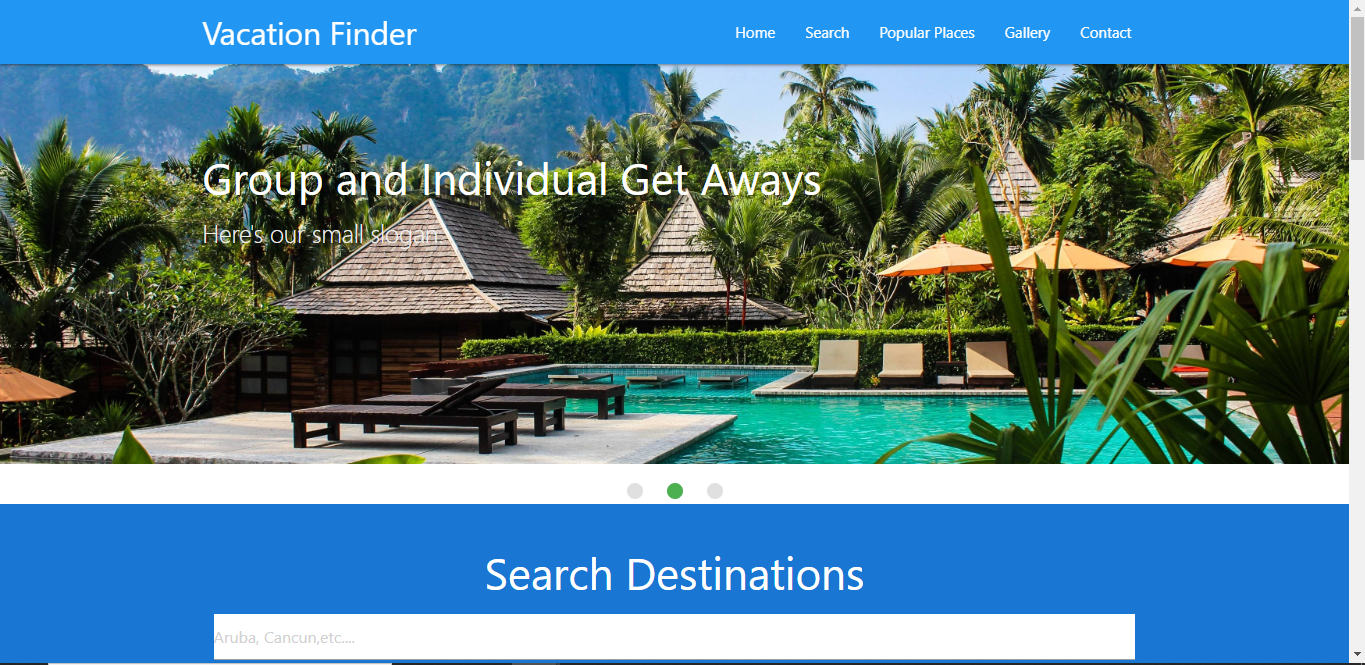 Vacation Finder
Home Search Popular Places Gallery Contact
Group and Individual Get Aways
Here's our small slogan
Search Destinations
Aruba, Cancun,etc....